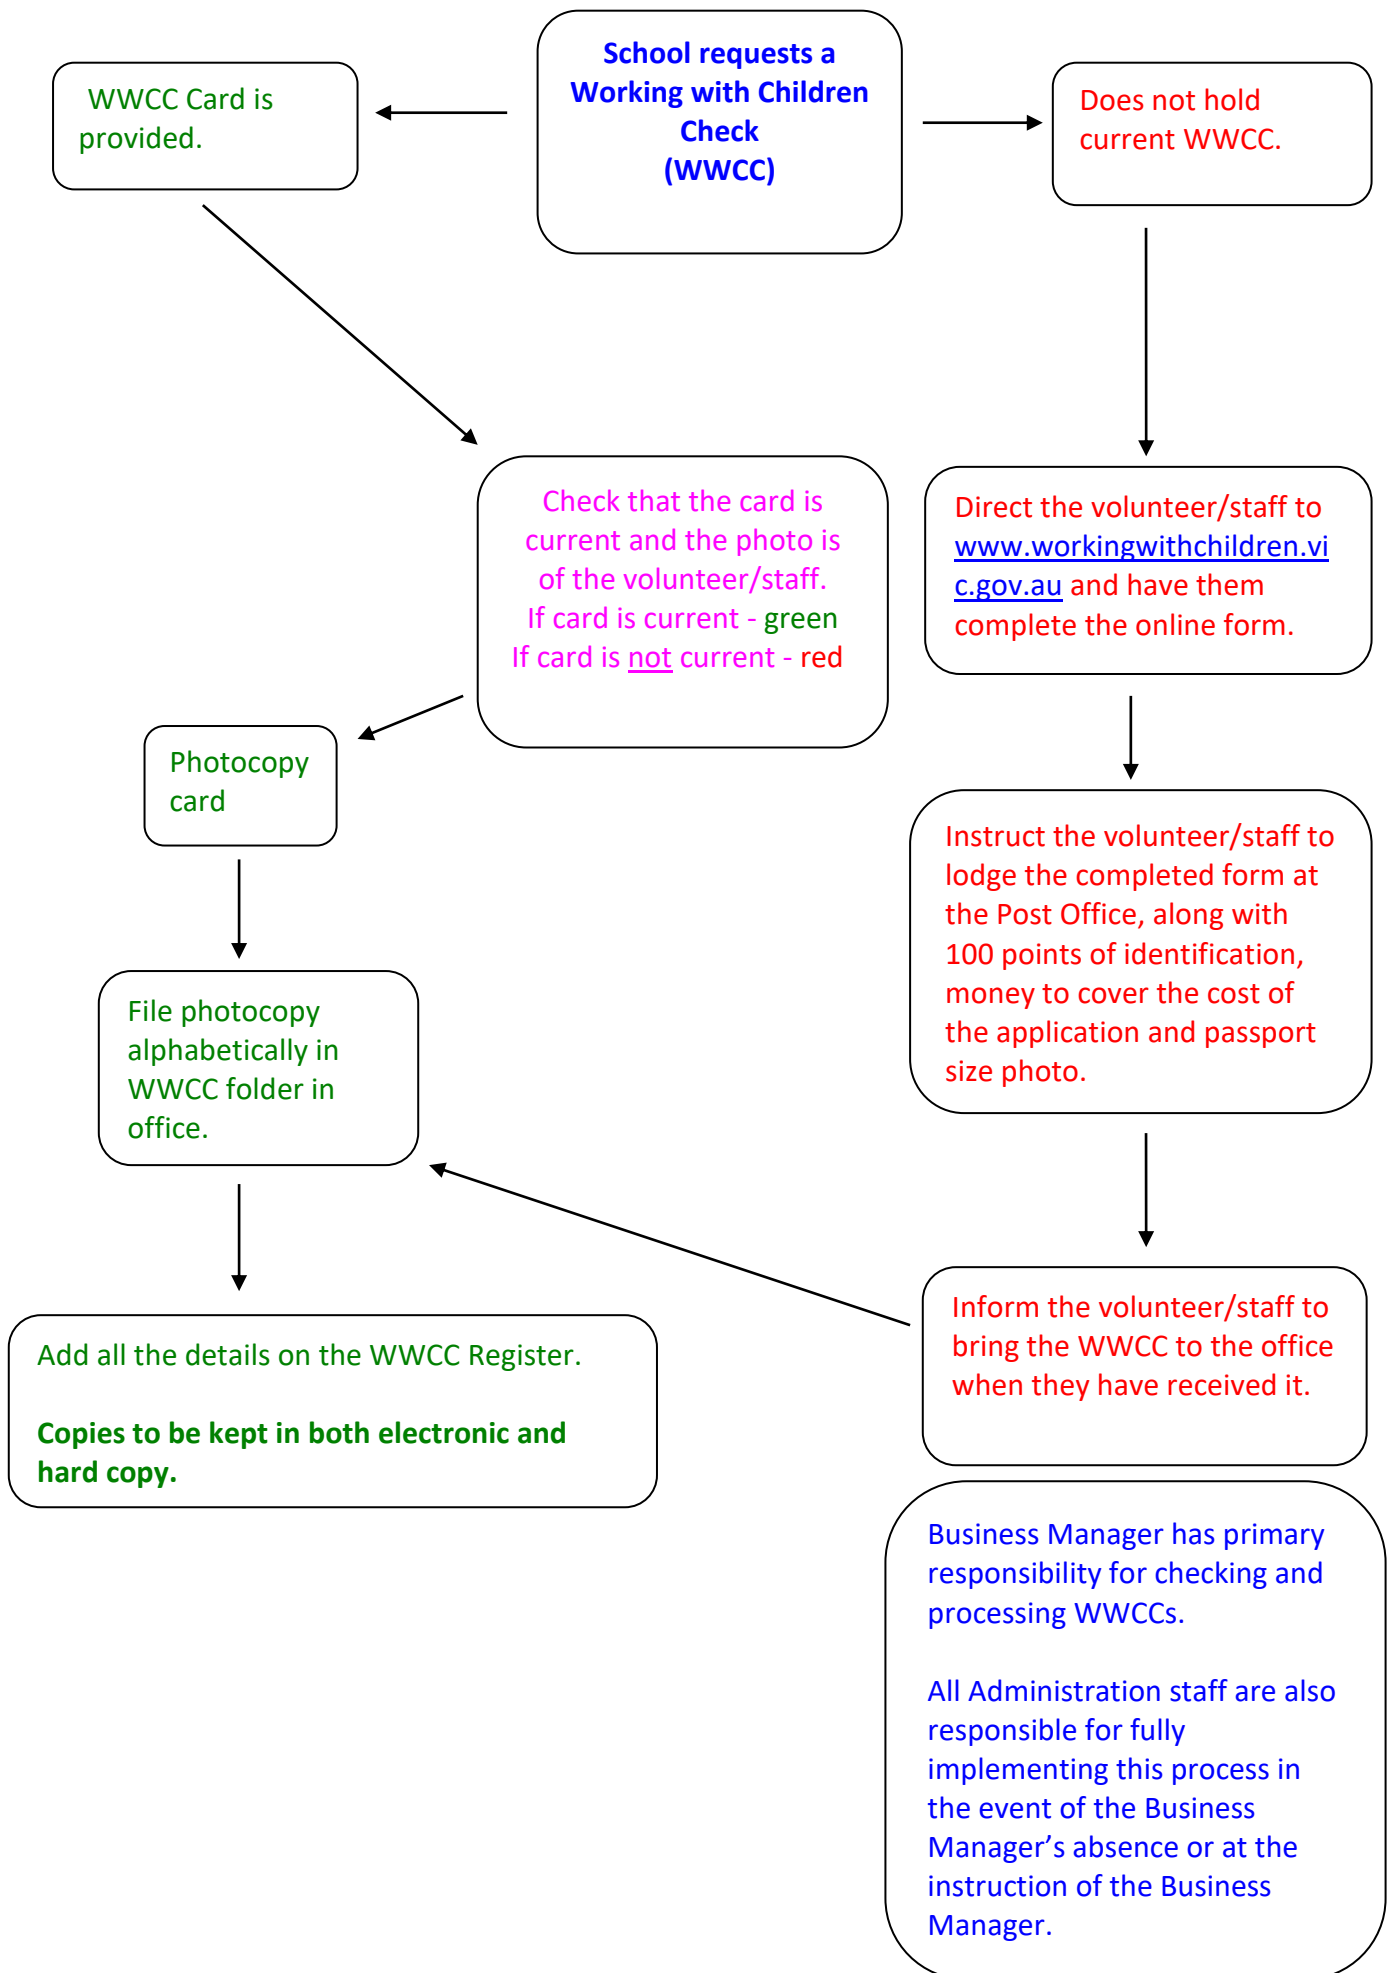 School requests a
Working with Children
Check
(WWCC)
WWCC Card is
provided.
Does not hold
current WWCC.
Check that the card is
current and the photo is
of the volunteer/staff.
If card is current - green
If card is not current - red
Direct the volunteer/staff to
www.workingwithchildren.vi
c.gov.au and have them
complete the online form.
Photocopy
card
Instruct the volunteer/staff to
lodge the completed form at
the Post Office, along with
100 points of identification,
money to cover the cost of
the application and passport
size photo.
File photocopy
alphabetically in
WWCC folder in
office.
Inform the volunteer/staff to
bring the WWCC to the office
when they have received it.
Add all the details on the WWCC Register.
Copies to be kept in both electronic and
hard copy.
Business Manager has primary
responsibility for checking and
processing WWCCs.
All Administration staff are also
responsible for fully
implementing this process in
the event of the Business
Manager’s absence or at the
instruction of the Business
Manager.